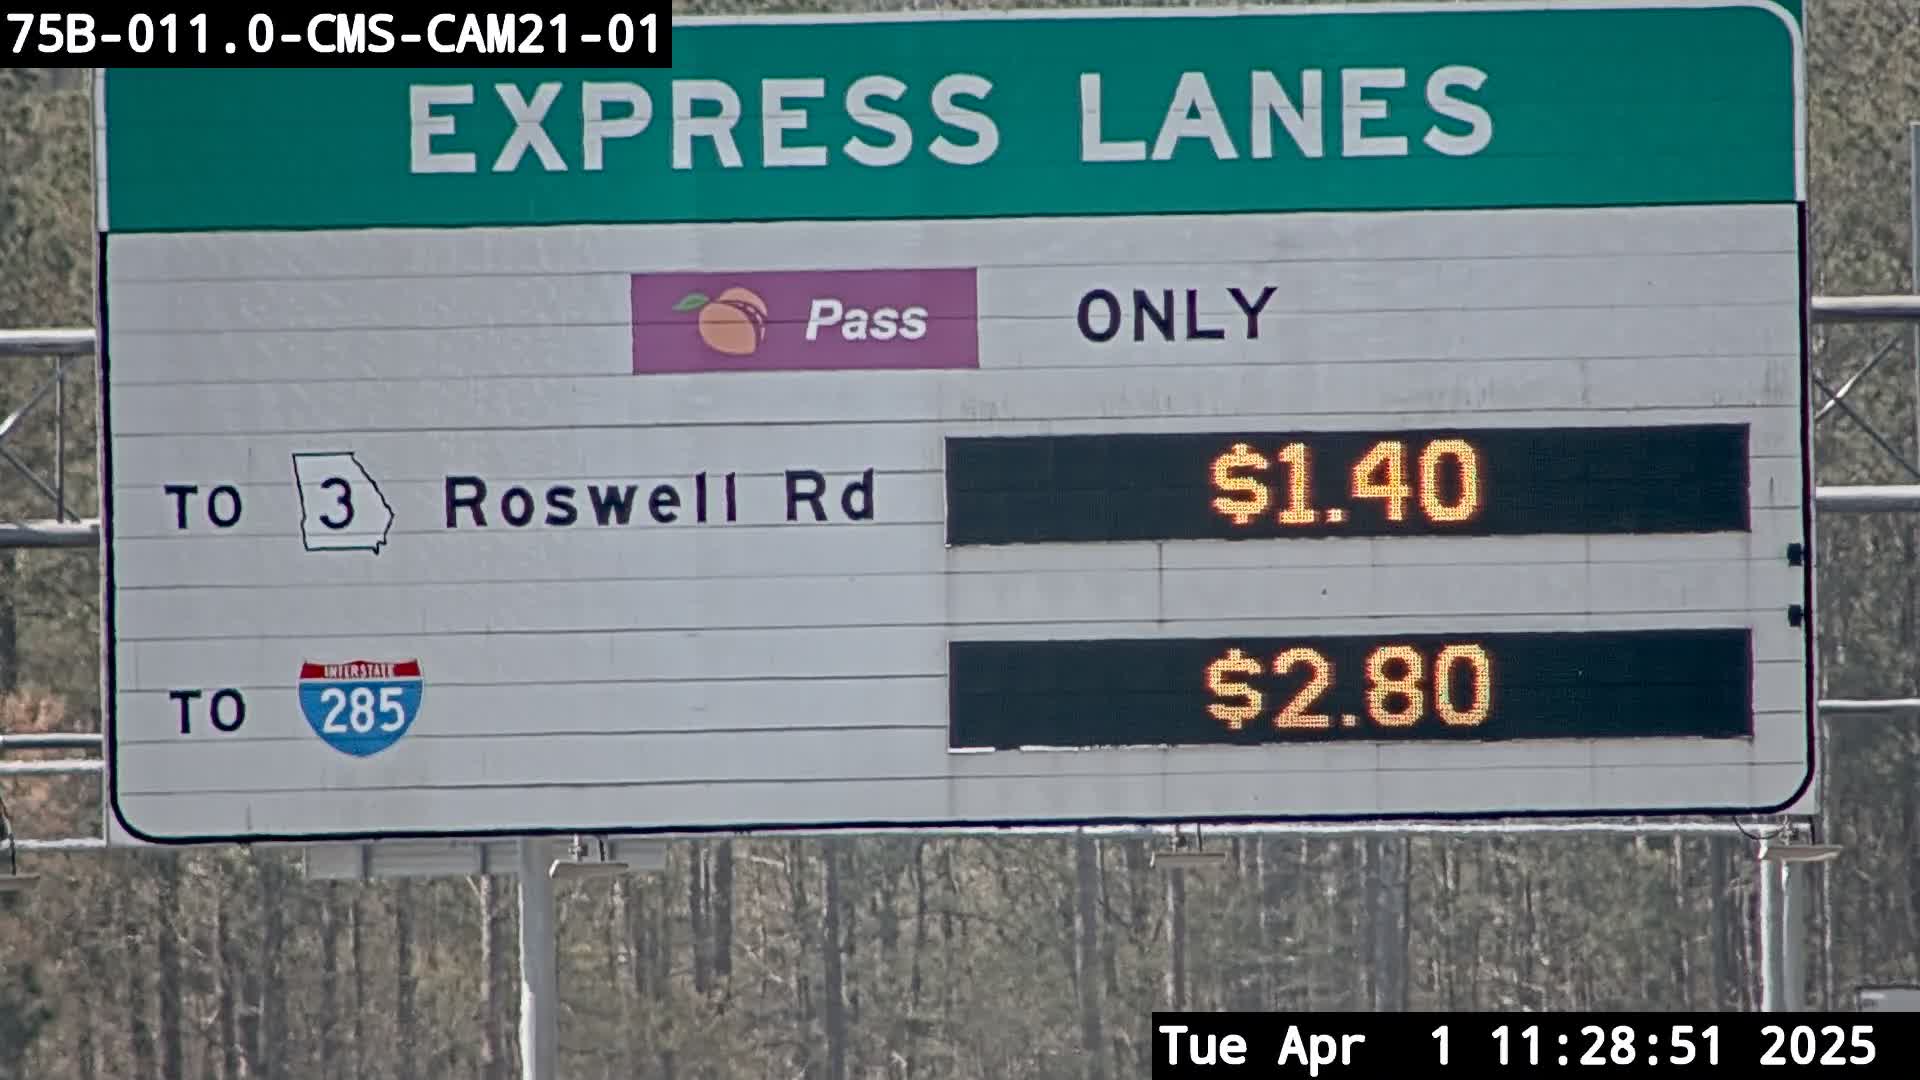 75B-011.0-CMS-CAM21-01
EXPRESS LANES
Pass ONLY
TO 3 Roswell Rd $1.40
TO INTERSTATE 285 $2.80
Tue Apr 1 11:28:51 2025